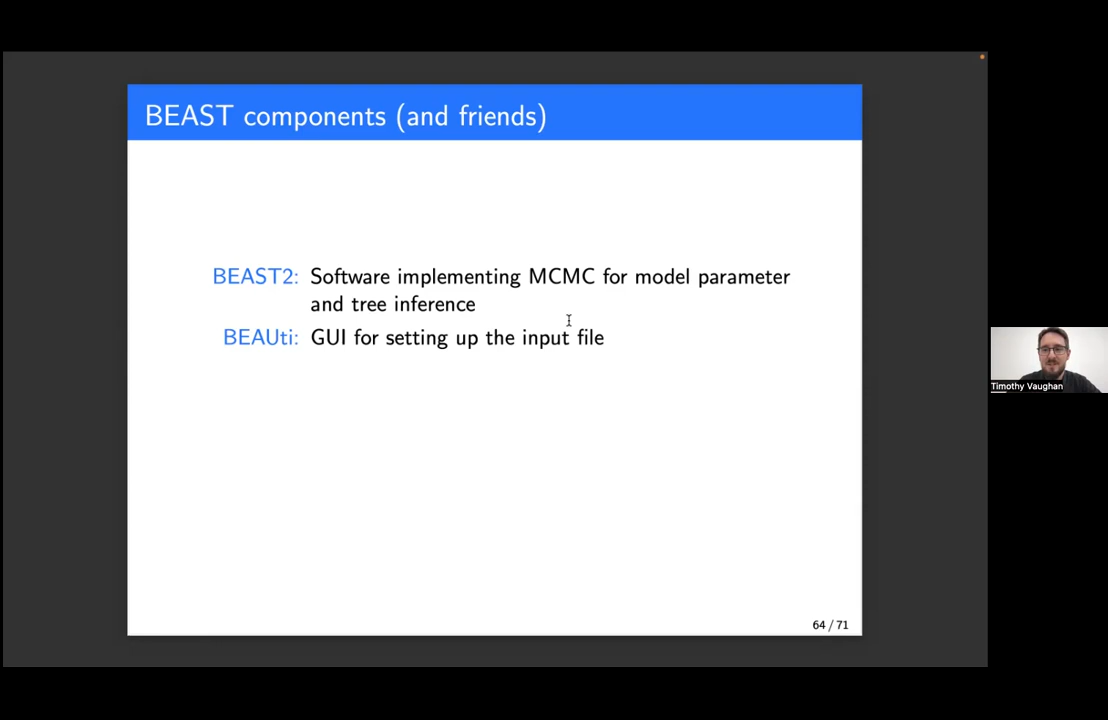 BEAST components (and friends)
BEAST2: Software implementing MCMC for model parameter
and tree inference
BEAUti: GUI for setting up the input file
Timothy Vaughan
64 / 71